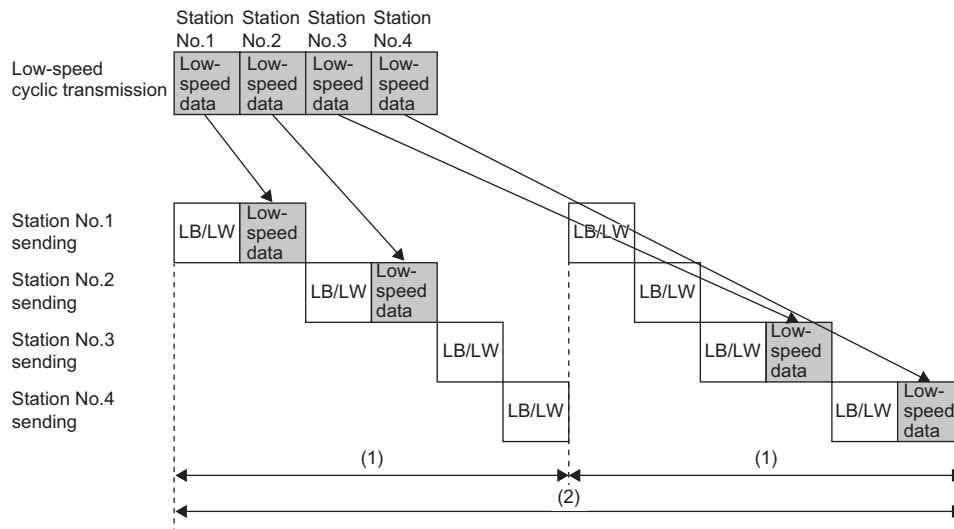 Station Station Station Station
No.1 No.2 No.3 No.4
Low-speed
cyclic transmission
Low-
speed
data
Low-
speed
data
Low-
speed
data
Low-
speed
data
Station No.1
sending
LB/LW
Low-
speed
data
LB/LW
Station No.2
sending
LB/LW
Low-
speed
data
LB/LW
Station No.3
sending
LB/LW
LB/LW
Low-
speed
data
Station No.4
sending
LB/LW
LB/LW
Low-
speed
data
(1)
(1)
(2)